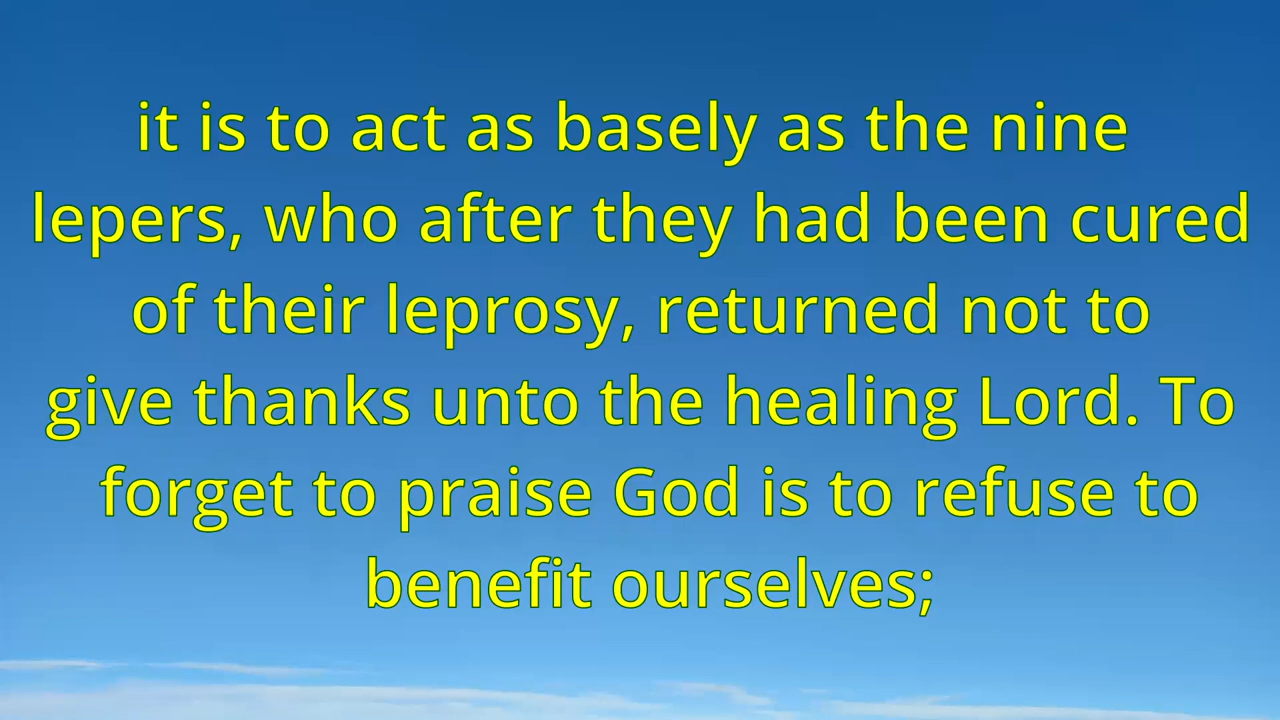 it is to act as basely as the nine
lepers, who after they had been cured
of their leprosy, returned not to
give thanks unto the healing Lord. To
forget to praise God is to refuse to
benefit ourselves;